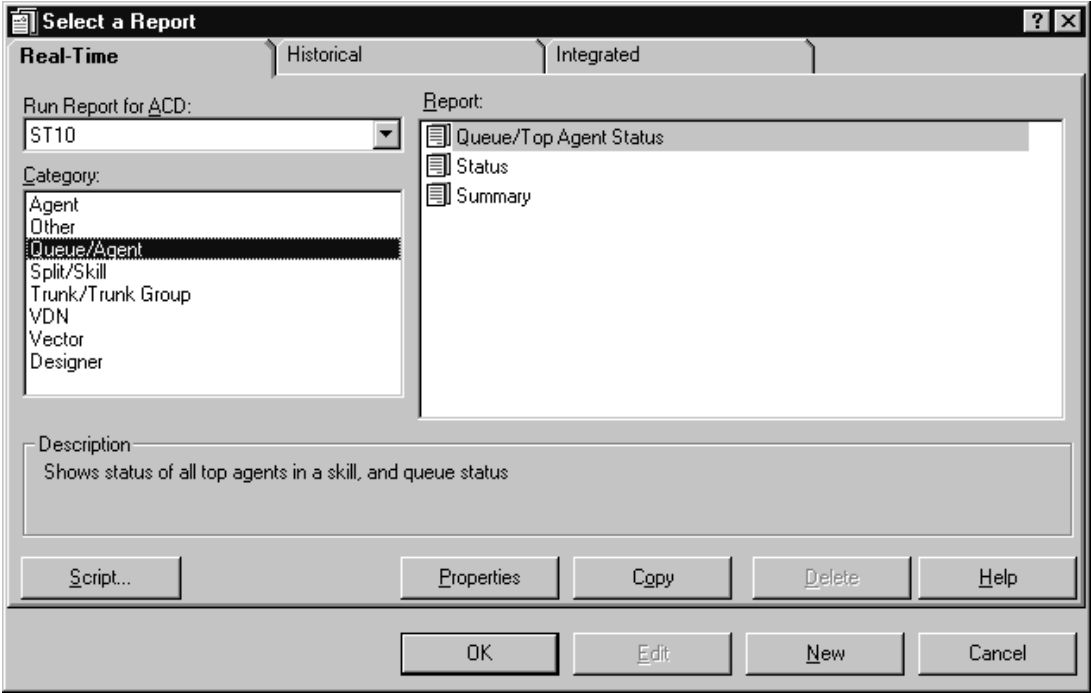 Select a Report
Real-Time
Historical
Integrated
Run Report for ACD:
ST10
Category:
Agent
Other
Queue/Agent
Split/Skill
Trunk/Trunk Group
VDN
Vector
Designer
Report:
Queue/Top Agent Status
Status
Summary
Description
Shows status of all top agents in a skill, and queue status
Script...
Properties
Copy
Delete
Help
OK
Edit
New
Cancel